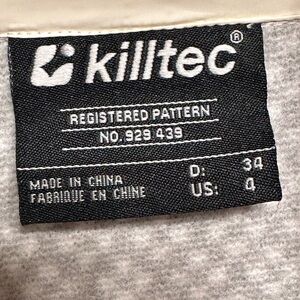 killtec®
REGISTERED PATTERN
NO. 929 439
MADE IN CHINA
FABRIQUE EN CHINE
D: 34
US: 4